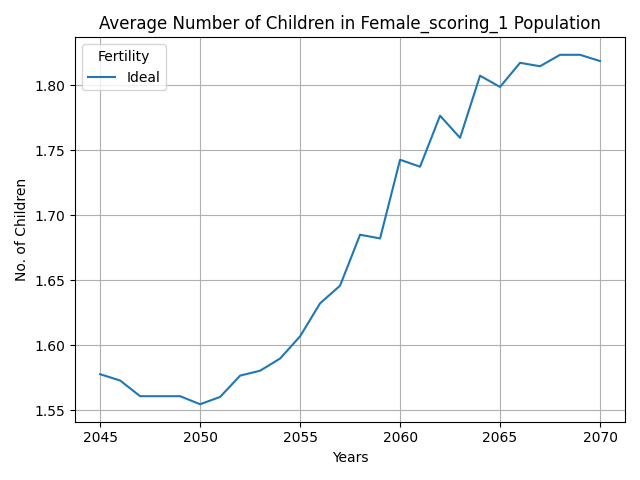 Average Number of Children in Female_scoring_1 Population
Fertility
Ideal
No. of Children
1.80
1.75
1.70
1.65
1.60
1.55
2045 2050 2055 2060 2065 2070
Years